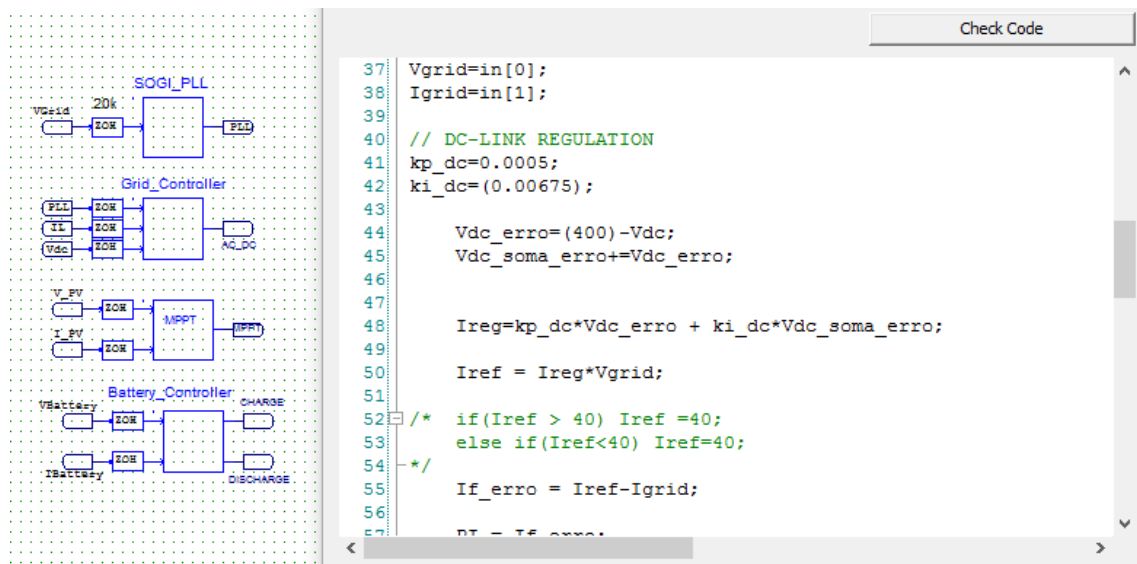 SOGI_PLL
20k
VGrid
ZOH
PLL
Grid_Controller
PLL ZOH
IL ZOH
Vdc ZOH
AC_DC
V_PV
ZOH
MPPT
MPPT
I_PV
ZOH
Battery_Controller
VBattery
CHARGE
ZOH
ZOH
IBattery
DISCHARGE
Check Code
37 Vgrid=in[0];
38 Igrid=in[1];
39
40 // DC-LINK REGULATION
41 kp_dc=0.0005;
42 ki_dc=(0.00675);
43
44 Vdc_erro=(400)-Vdc;
45 Vdc_soma_erro+=Vdc_erro;
46
47
48 Ireg=kp_dc*Vdc_erro + ki_dc*Vdc_soma_erro;
49
50 Iref = Ireg*Vgrid;
51
52 /* if(Iref > 40) Iref =40;
53 else if(Iref<40) Iref=40;
54 */
55 If_erro = Iref-Igrid;
56
57